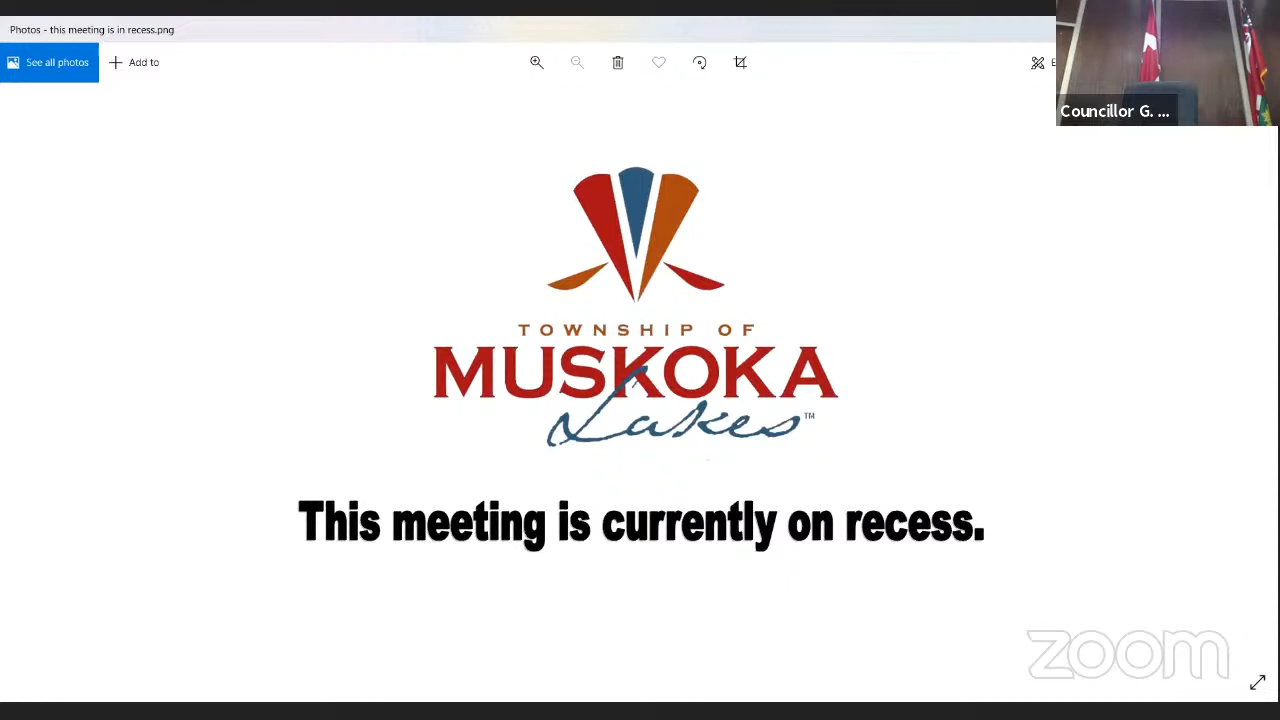 Photos - this meeting is in recess.png
See all photos
Add to
Councillor G. ...
TOWNSHIP OF
MUSKOKA
Lakes™
This meeting is currently on recess.
zoom